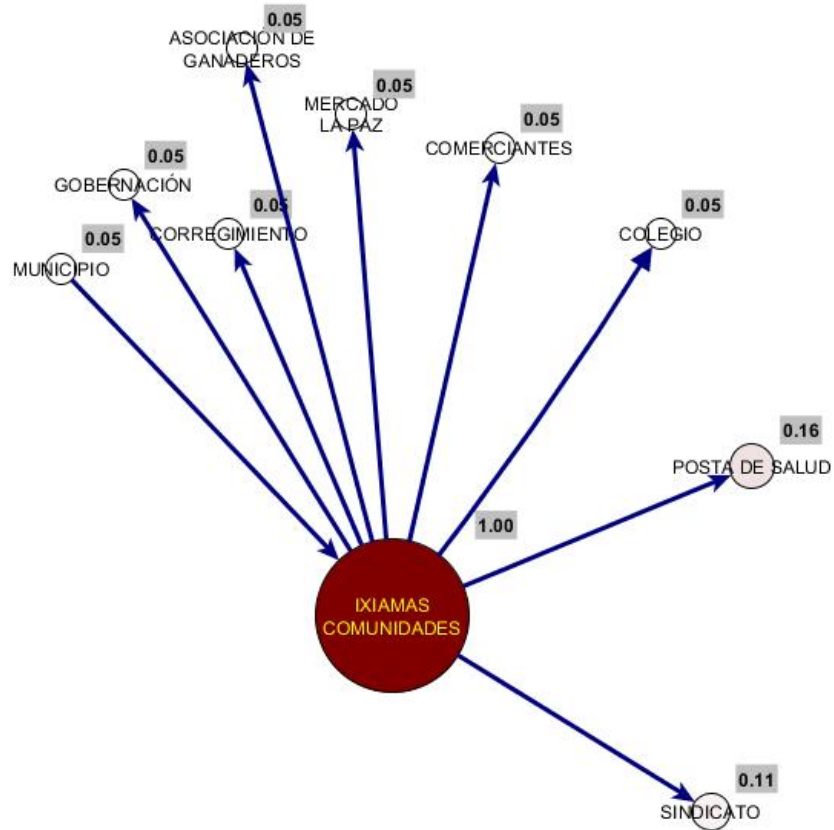 0.05
ASOCIACIÓN DE
GANADEROS
0.05
MERCADO
LA PAZ
0.05
COMERCIANTES
0.05
GOBERNACIÓN
0.05
CORREGIMIENTO
0.05
COLEGIO
0.05
MUNICIPIO
0.16
POSTA DE SALUD
1.00
IXIAMAS
COMUNIDADES
0.11
SINDICATO